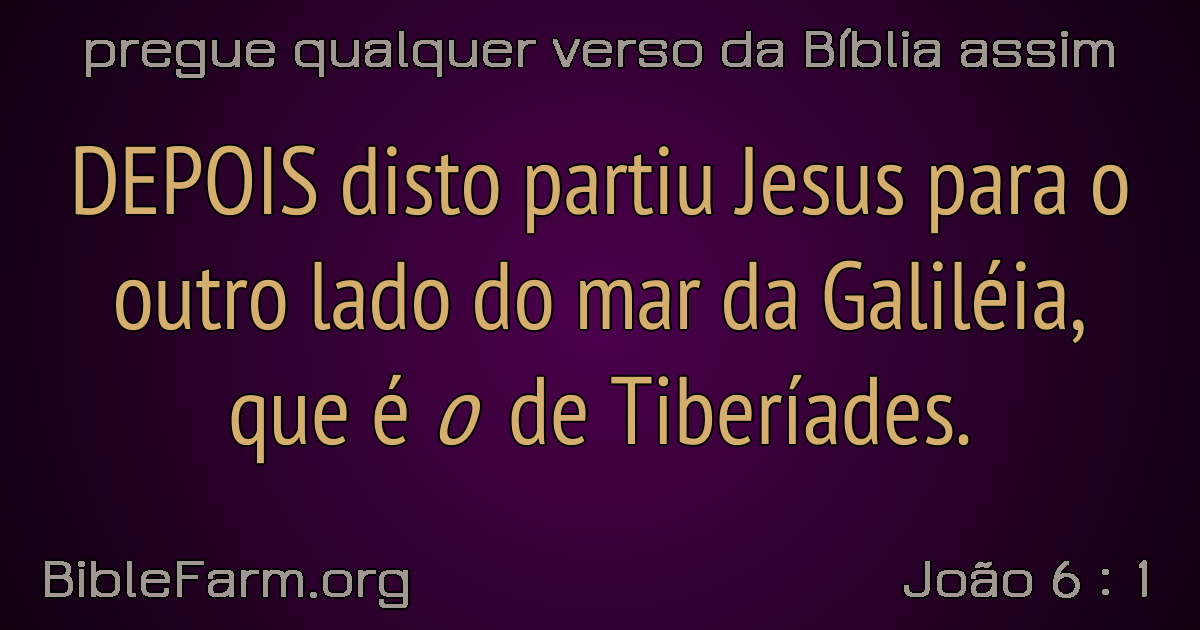 pregue qualquer verso da Bíblia assim
DEPOIS disto partiu Jesus para o
outro lado do mar da Galiléia,
que é o de Tiberíades.
BibleFarm.org
João 6 : 1